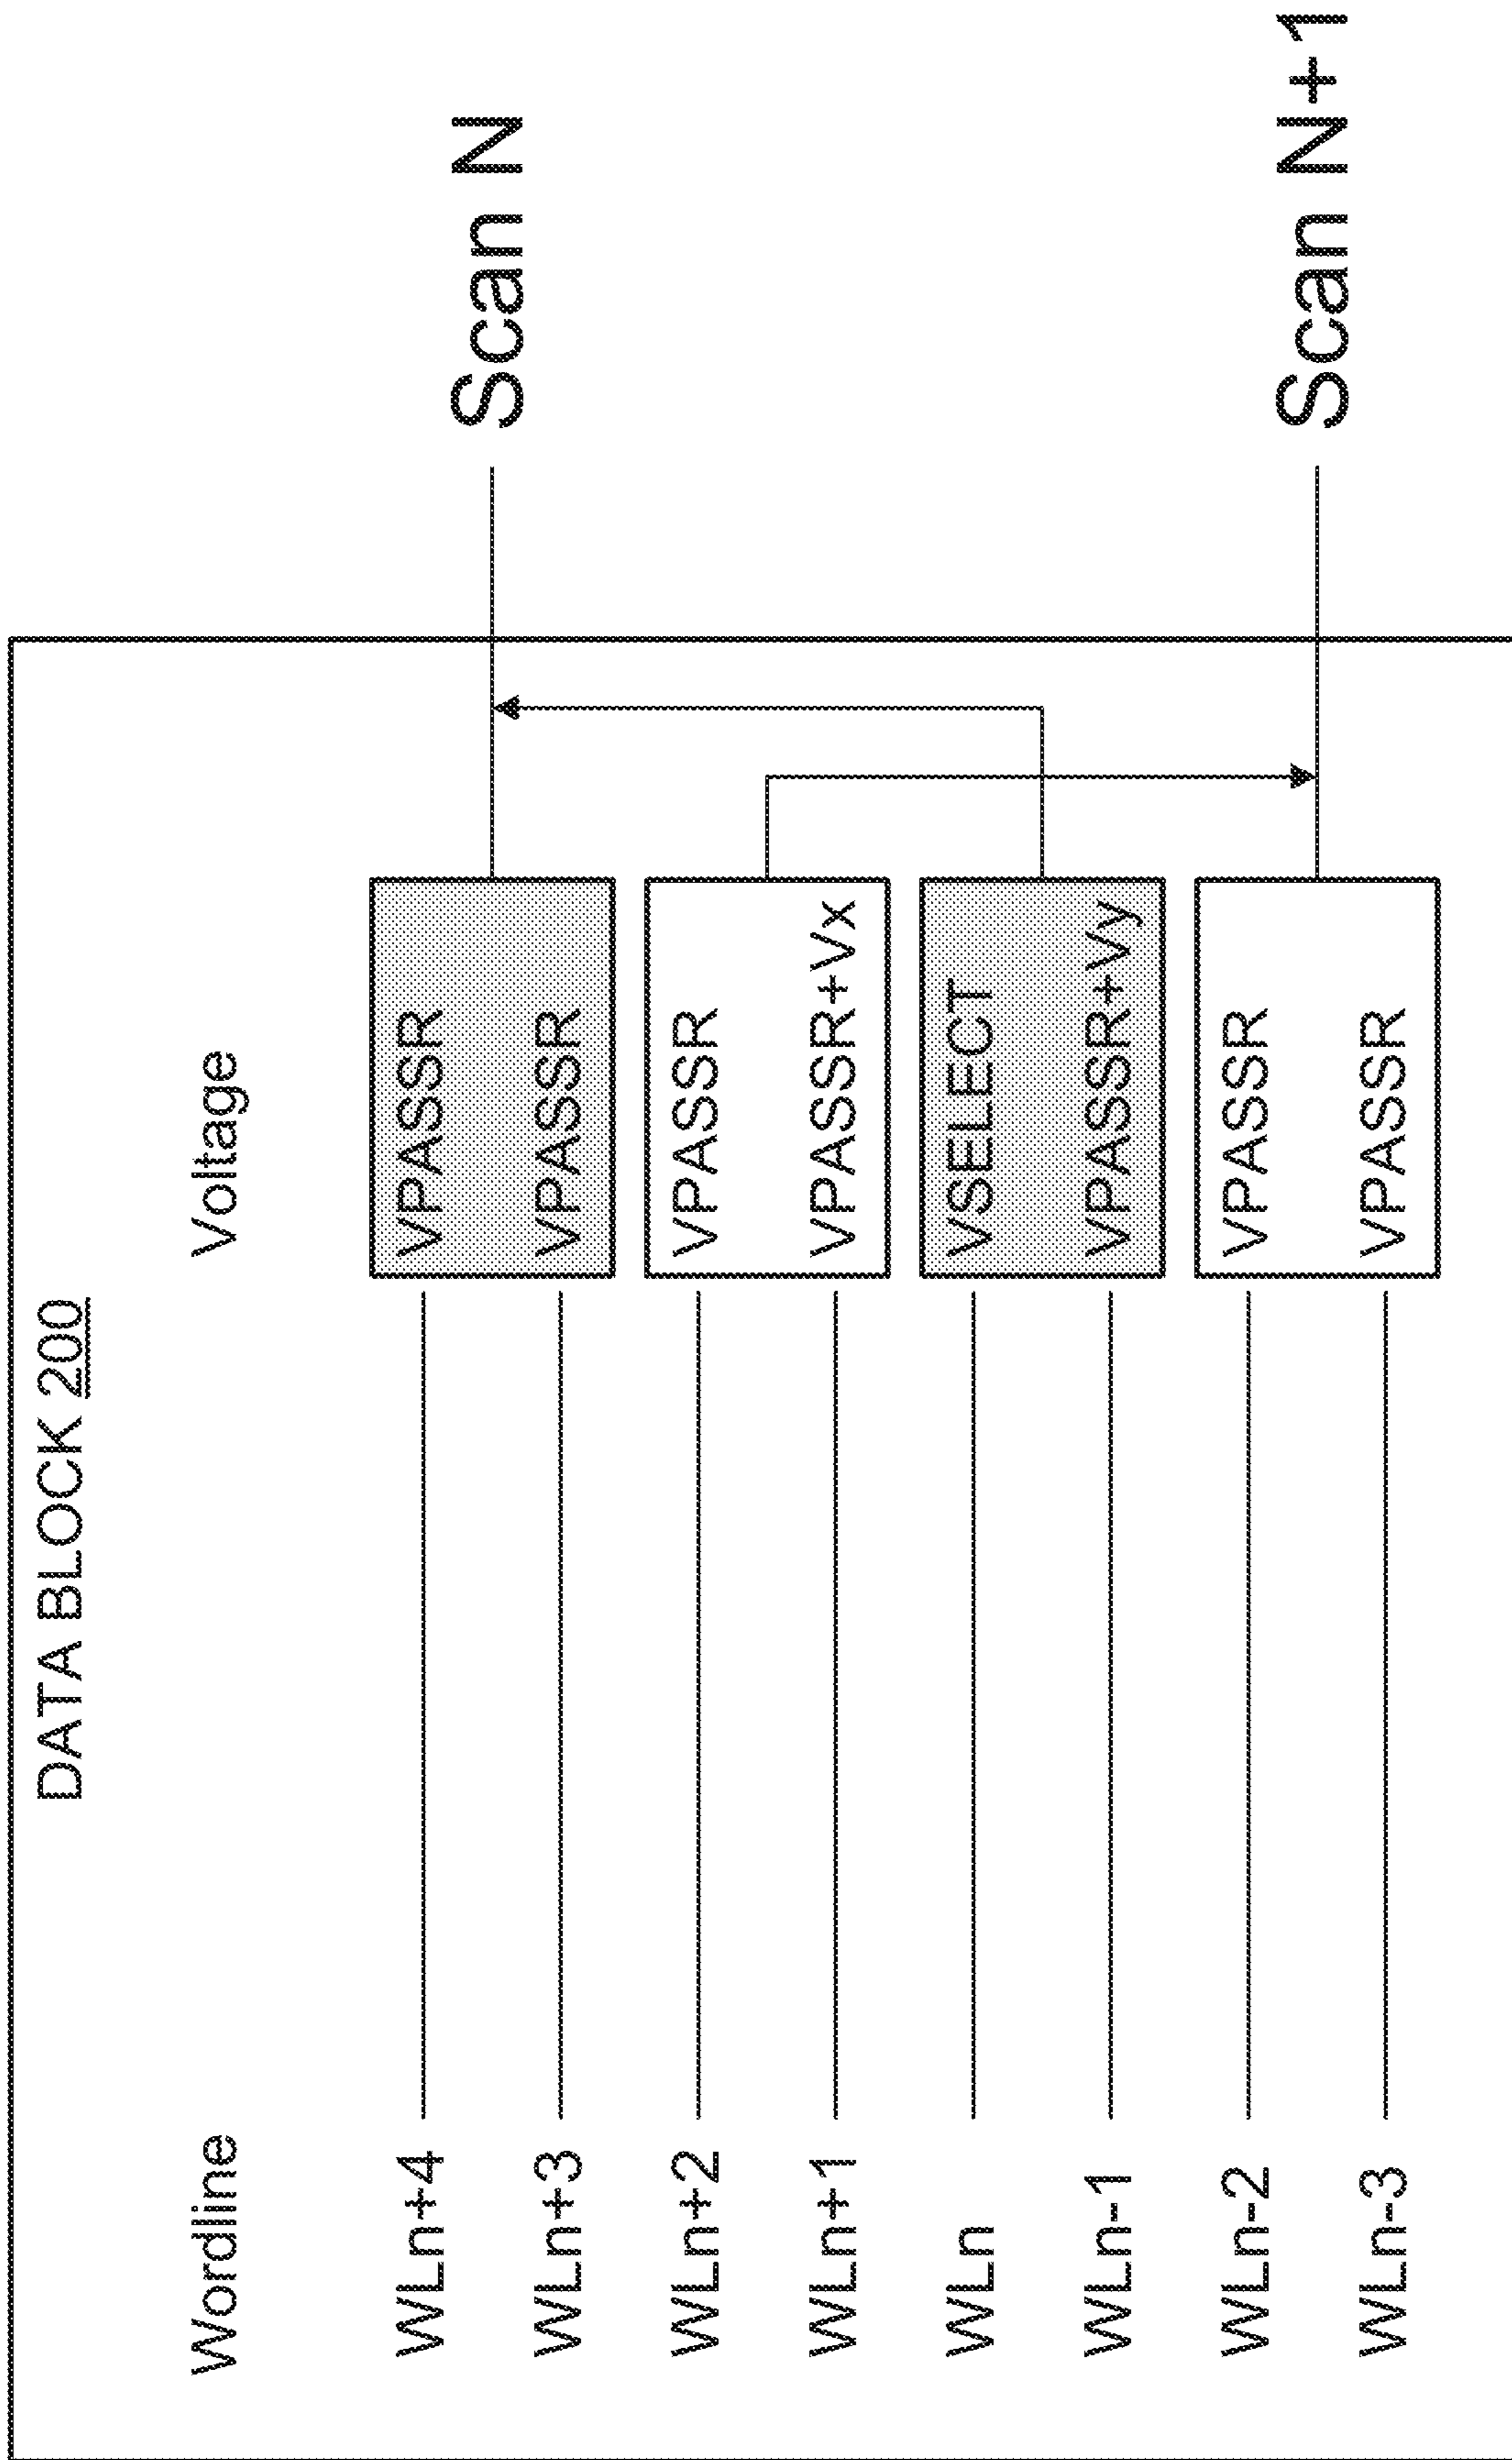 DATA BLOCK 200
Wordline Voltage
WLn+4 VPASSR
WLn+3 VPASSR
WLn+2 VPASSR
WLn+1 VPASSR+Vx
WLn VSELECT
WLn-1 VPASSR+Vy
WLn-2 VPASSR
WLn-3 VPASSR
Scan N
Scan N+1